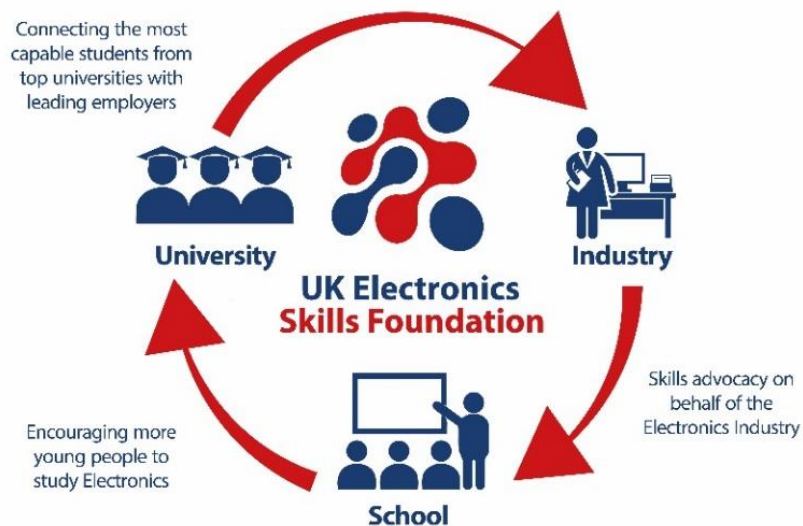 Connecting the most
capable students from
top universities with
leading employers
University
Industry
UK Electronics
Skills Foundation
Skills advocacy on
behalf of the
Electronics Industry
Encouraging more
young people to
study Electronics
School